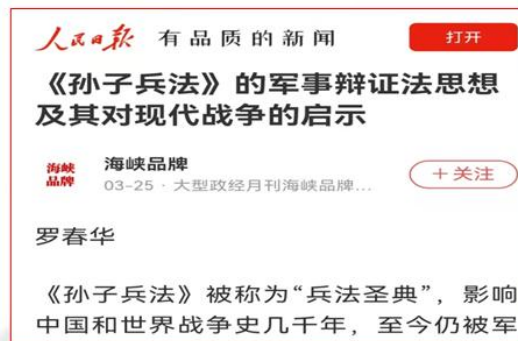 人民日报 有品质的新闻 打开
《孙子兵法》的军事辩证法思想
及其对现代战争的启示
海峡品牌
海峡品牌
03-25 · 大型政经月刊海峡品牌...
+关注
罗春华
《孙子兵法》被称为“兵法圣典”，影响
中国和世界战争史几千年，至今仍被军